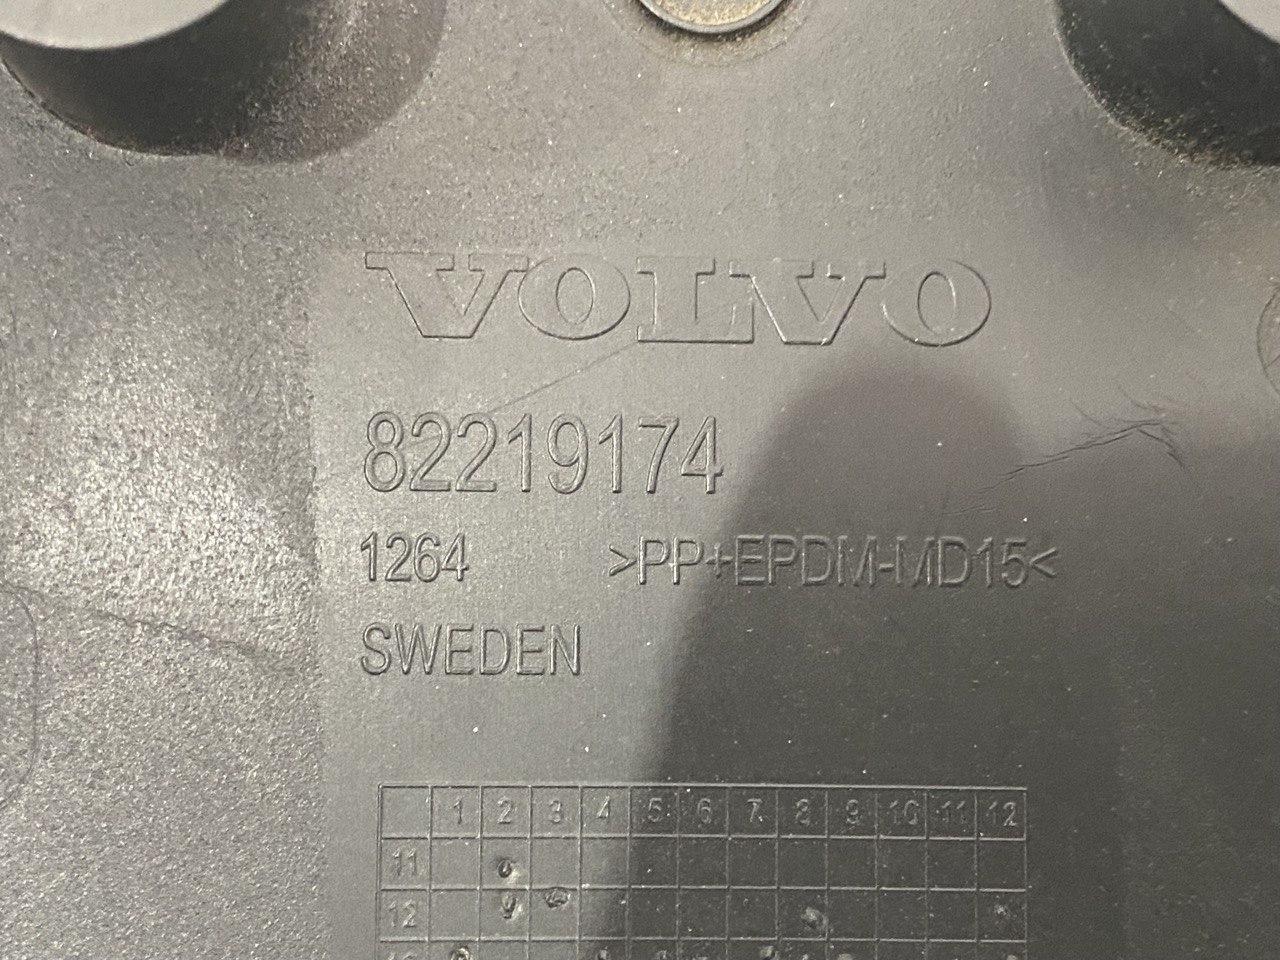 VOLVO
82219174
1264 >PP+EPDM-MD15<
SWEDEN
1 2 3 4 5 6 7 8 9 10 11 12
11
12